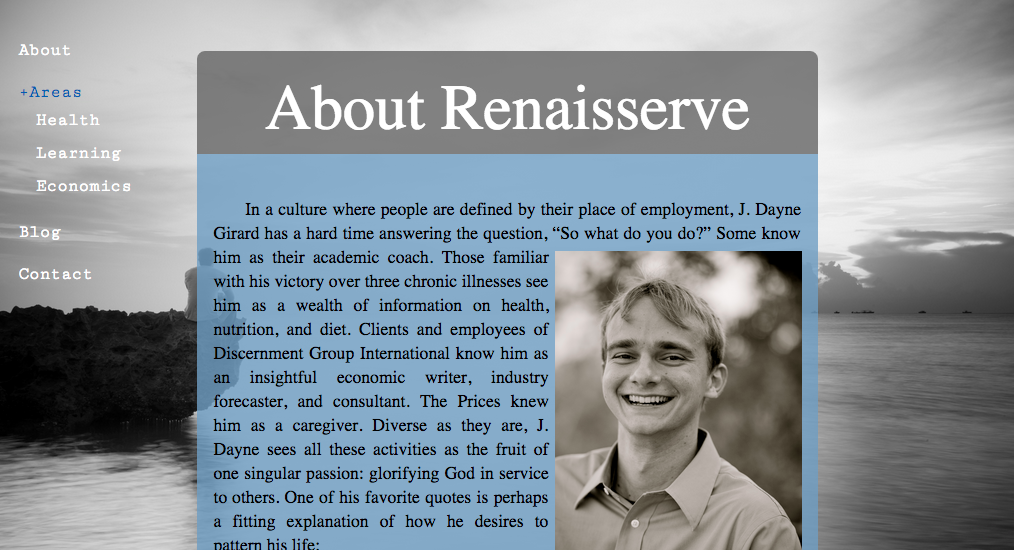 About
+Areas
Health
Learning
Economics
Blog
Contact
About Renaisserve
In a culture where people are defined by their place of employment, J. Dayne
Girard has a hard time answering the question, “So what do you do?” Some know
him as their academic coach. Those familiar
with his victory over three chronic illnesses see
him as a wealth of information on health,
nutrition, and diet. Clients and employees of
Discernment Group International know him as
an insightful economic writer, industry
forecaster, and consultant. The Prices knew
him as a caregiver. Diverse as they are, J.
Dayne sees all these activities as the fruit of
one singular passion: glorifying God in service
to others. One of his favorite quotes is perhaps
a fitting explanation of how he desires to
pattern his life: